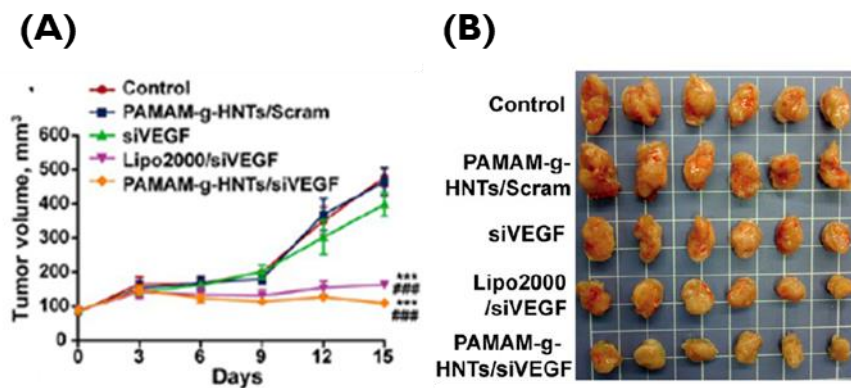 (A)
Control
PAMAM-g-HNTs/Scram
siVEGF
Lipo2000/siVEGF
PAMAM-g-HNTs/siVEGF
Tumor volume, mm³
600
500
400
300
200
100
0
***
###
***
###
0 3 6 9 12 15
Days
(B)
Control
PAMAM-g-
HNTs/Scram
siVEGF
Lipo2000
/siVEGF
PAMAM-g-
HNTs/siVEGF